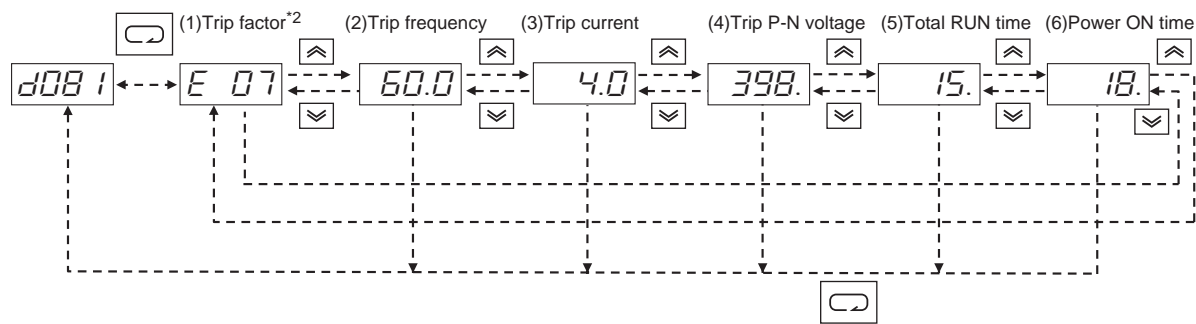 (1)Trip factor*2 (2)Trip frequency (3)Trip current (4)Trip P-N voltage (5)Total RUN time (6)Power ON time
d081 E 07 60.0 4.0 398. 15. 18.